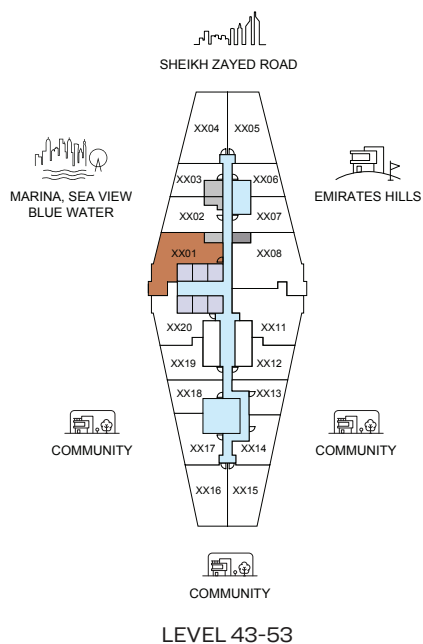 SHEIKH ZAYED ROAD
XX04 XX05
MARINA, SEA VIEW
BLUE WATER
XX03 XX06
EMIRATES HILLS
XX02 XX07
XX01 XX08
XX20 XX11
XX19 XX12
XX18 XX13
COMMUNITY
COMMUNITY
XX17 XX14
XX16 XX15
COMMUNITY
LEVEL 43-53